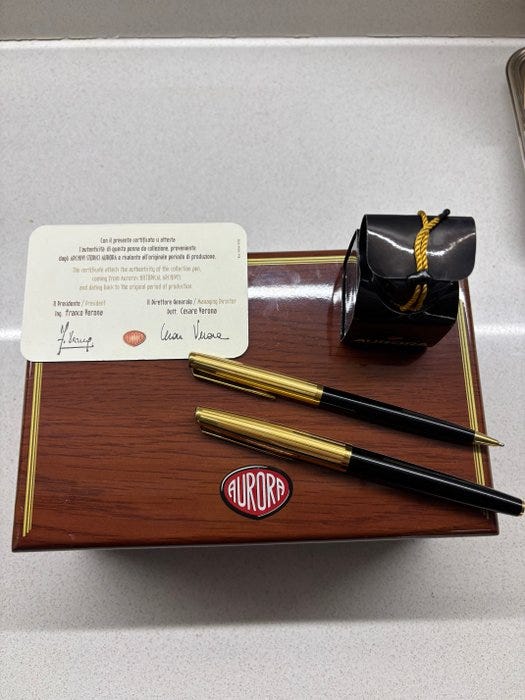 Con il presente certificato si attesta
l'autenticità di questa penna da collezione, proveniente
dagli ARCHIVI STORICI AURORA e risalente all'originale periodo di produzione.
The certificate attests the authenticity of the collection pen,
coming from Aurora's HISTORICAL ARCHIVES
and dating back to the original period of production.
Il Presidente / President
Ing. Franco Verona
Il Direttore Generale / Managing Director
Dott. Cesare Verona
Cesare Verona
AURORA
AURORA